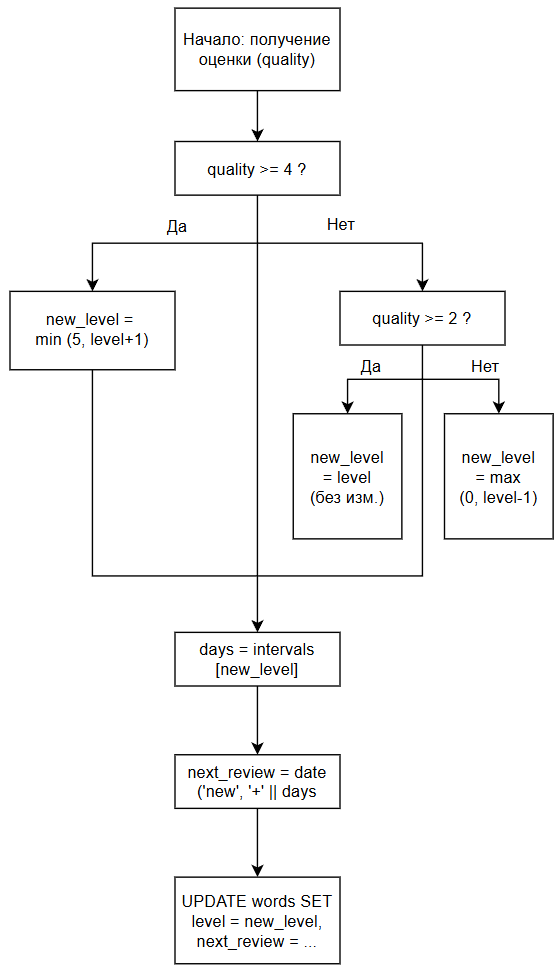 Начало: получение
оценки (quality)
quality >= 4 ?
Да
Нет
new_level =
min (5, level+1)
quality >= 2 ?
Да
Нет
new_level
= level
(без изм.)
new_level
= max
(0, level-1)
days = intervals
[new_level]
next_review = date
('new', '+' || days
UPDATE words SET
level = new_level,
next_review = ...